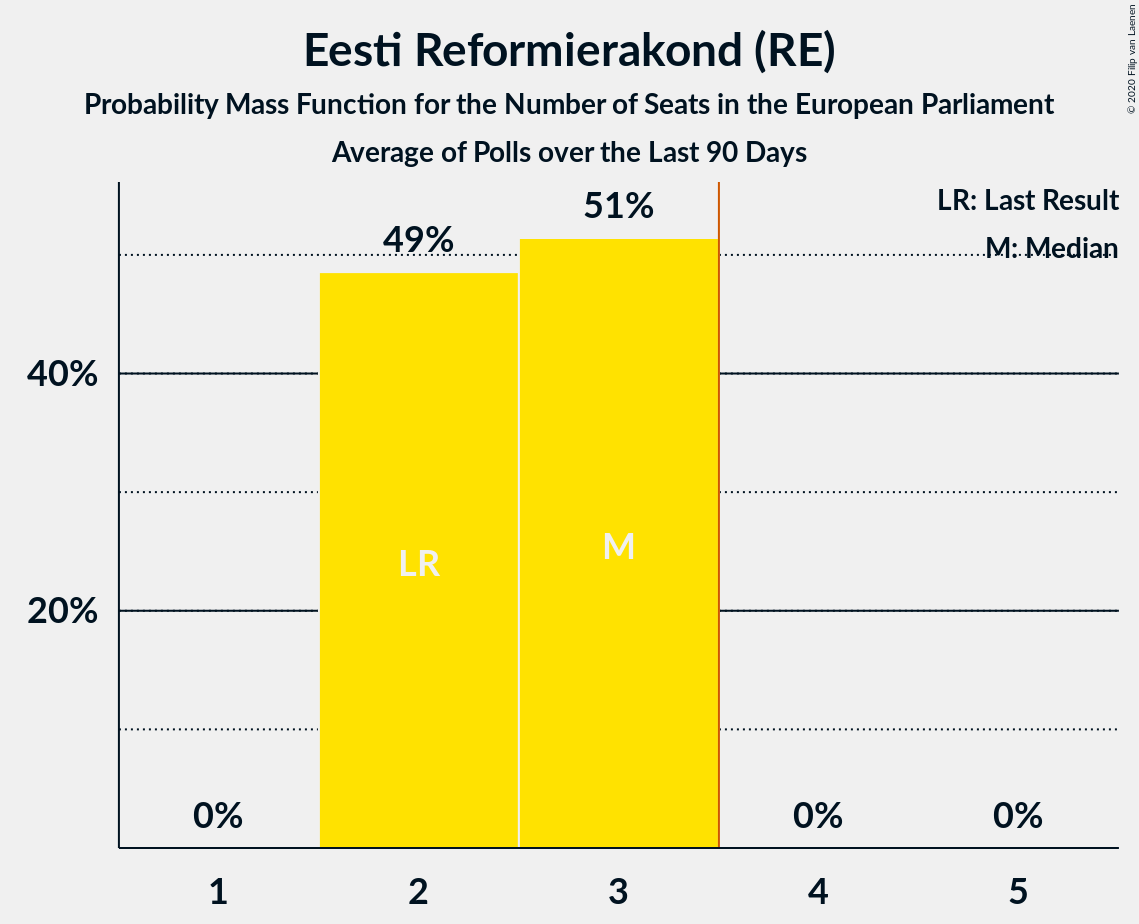 Eesti Reformierakond (RE)
Probability Mass Function for the Number of Seats in the European Parliament
Average of Polls over the Last 90 Days
© 2020 Filip van Laenen
LR: Last Result
M: Median
51%
49%
40%
20%
LR
M
0%
0%
0%
1
2
3
4
5